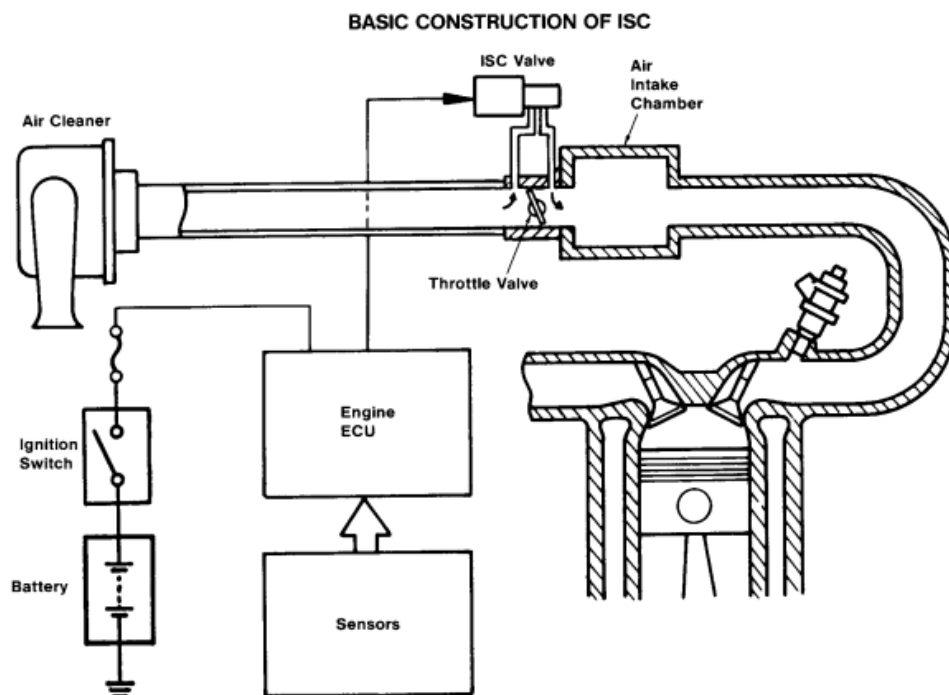 BASIC CONSTRUCTION OF ISC
ISC Valve
Air
Intake
Chamber
Air Cleaner
Throttle Valve
Engine
ECU
Ignition
Switch
Battery
Sensors